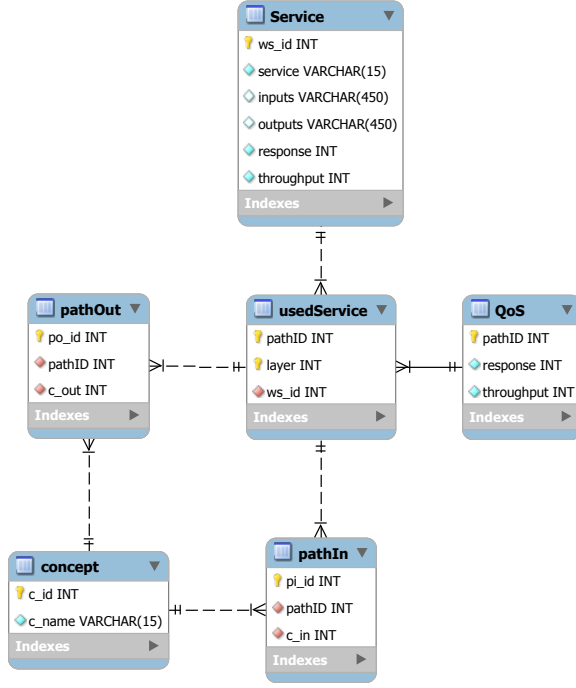 Service
ws_id INT
service VARCHAR(15)
inputs VARCHAR(450)
outputs VARCHAR(450)
response INT
throughput INT
Indexes
pathOut
po_id INT
pathID INT
c_out INT
Indexes
usedService
pathID INT
layer INT
ws_id INT
Indexes
QoS
pathID INT
response INT
throughput INT
Indexes
concept
c_id INT
c_name VARCHAR(15)
Indexes
pathIn
pi_id INT
pathID INT
c_in INT
Indexes